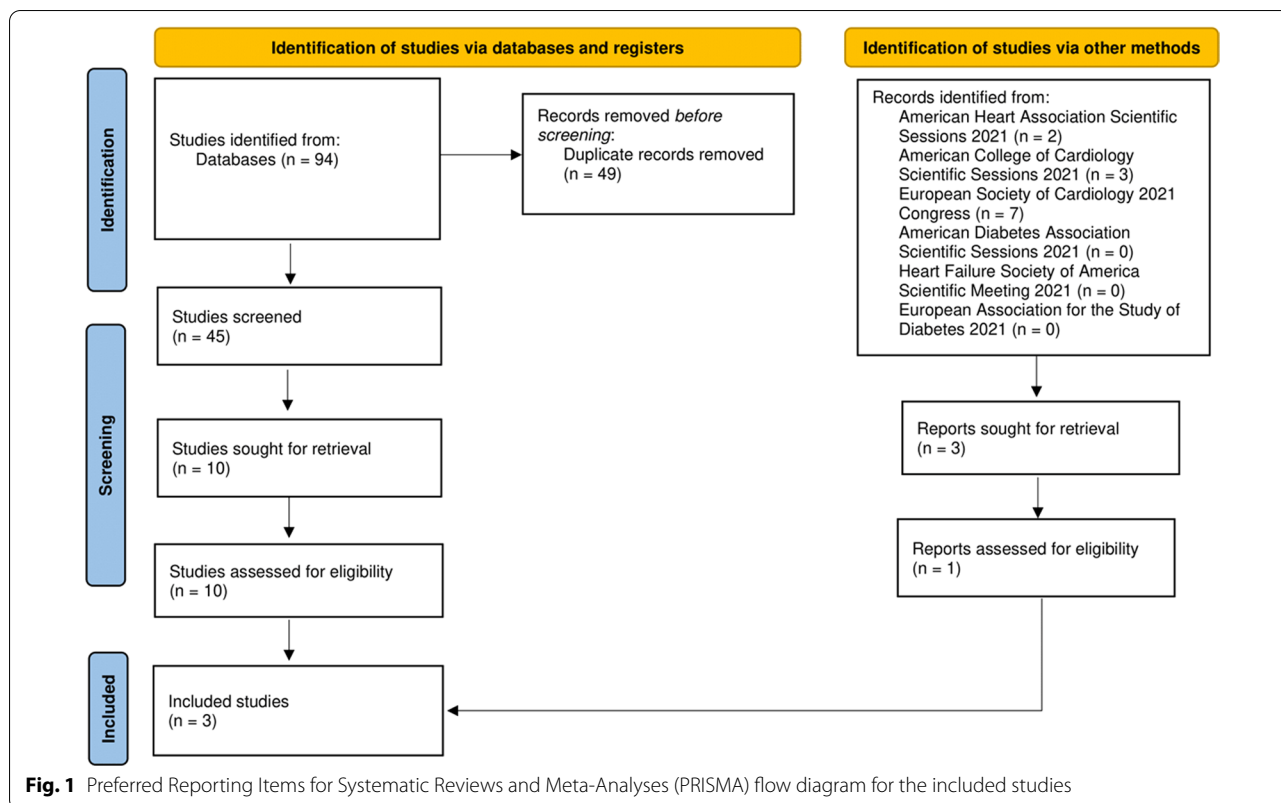 Identification of studies via databases and registers
Identification of studies via other methods
Identification
Studies identified from:
Databases (n = 94)
Records removed before
screening:
Duplicate records removed
(n = 49)
Records identified from:
American Heart Association Scientific
Sessions 2021 (n = 2)
American College of Cardiology
Scientific Sessions 2021 (n = 3)
European Society of Cardiology 2021
Congress (n = 7)
American Diabetes Association
Scientific Sessions 2021 (n = 0)
Heart Failure Society of America
Scientific Meeting 2021 (n = 0)
European Association for the Study of
Diabetes 2021 (n = 0)
Screening
Studies screened
(n = 45)
Studies sought for retrieval
(n = 10)
Reports sought for retrieval
(n = 3)
Studies assessed for eligibility
(n = 10)
Reports assessed for eligibility
(n = 1)
Included
Included studies
(n = 3)
Fig. 1 Preferred Reporting Items for Systematic Reviews and Meta-Analyses (PRISMA) flow diagram for the included studies